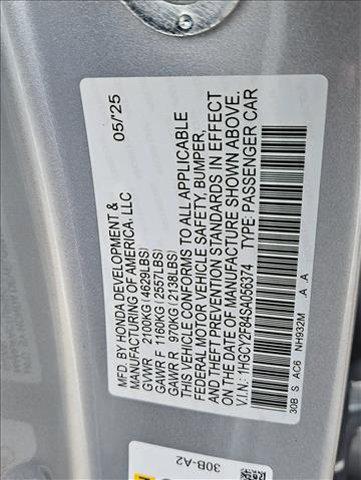 MFD. BY HONDA DEVELOPMENT & 05/'25
MANUFACTURING OF AMERICA, LLC
GVWR 2100KG (4629LBS)
GAWR F 1160KG (2557LBS)
GAWR R 970KG (2138LBS)
THIS VEHICLE CONFORMS TO ALL APPLICABLE
FEDERAL MOTOR VEHICLE SAFETY, BUMPER,
AND THEFT PREVENTION STANDARDS IN EFFECT
ON THE DATE OF MANUFACTURE SHOWN ABOVE.
V.I.N.: 1HGCY2F84SA056374 TYPE: PASSENGER CAR
30B S AC6 NH932M A .A
30B-A2